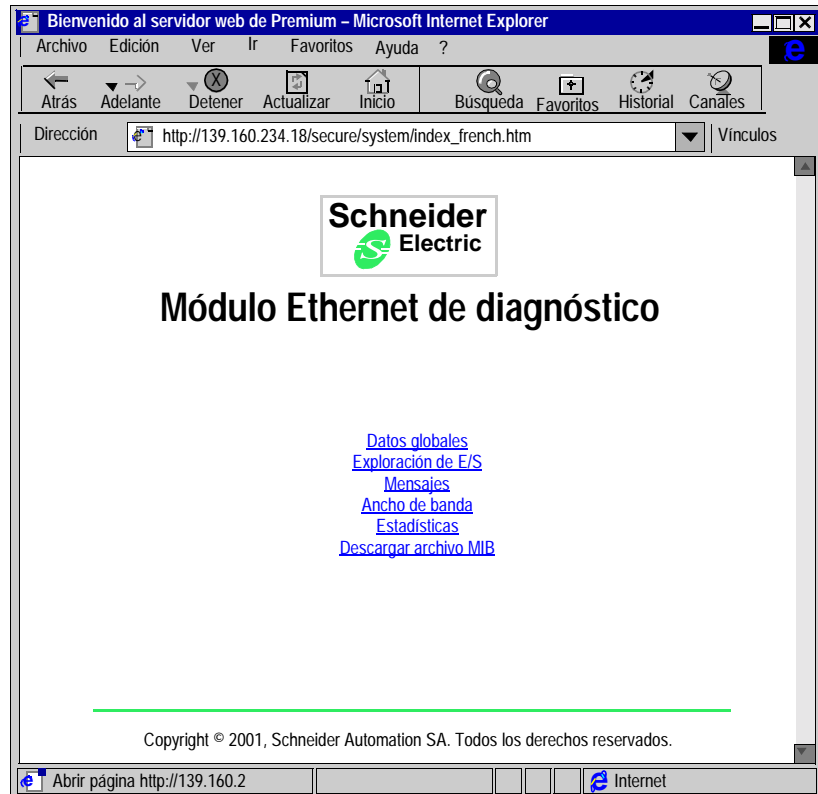 Bienvenido al servidor web de Premium – Microsoft Internet Explorer
Archivo Edición Ver Ir Favoritos Ayuda ?
Atrás Adelante Detener Actualizar Inicio Búsqueda Favoritos Historial Canales
Dirección http://139.160.234.18/secure/system/index_french.htm Vínculos
Schneider
Electric
Módulo Ethernet de diagnóstico
Datos globales
Exploración de E/S
Mensajes
Ancho de banda
Estadísticas
Descargar archivo MIB
Copyright © 2001, Schneider Automation SA. Todos los derechos reservados.
Abrir página http://139.160.2 Internet